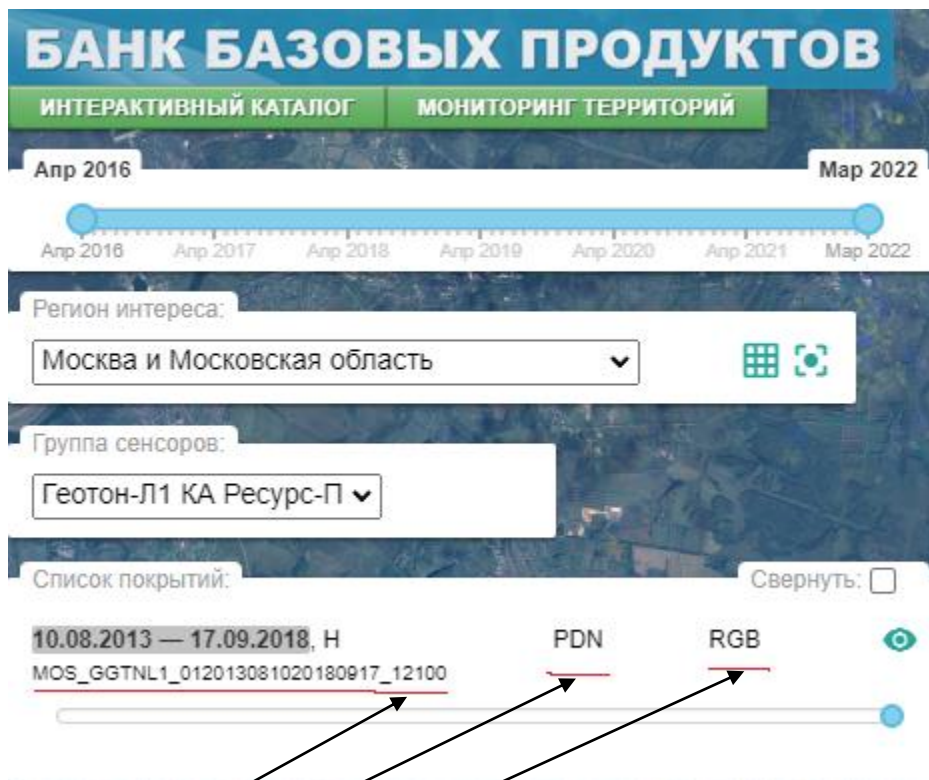 БАНК БАЗОВЫХ ПРОДУКТОВ
ИНТЕРАКТИВНЫЙ КАТАЛОГ МОНИТОРИНГ ТЕРРИТОРИЙ
Апр 2016 Мар 2022
Апр 2016 Апр 2017 Апр 2018 Апр 2019 Апр 2020 Апр 2021 Мар 2022
Регион интереса:
Москва и Московская область
Группа сенсоров:
Геотон-Л1 КА Ресурс-П
Список покрытий: Свернуть:
10.08.2013 — 17.09.2018, Н PDN RGB
MOS_GGTNL1_012013081020180917_12100